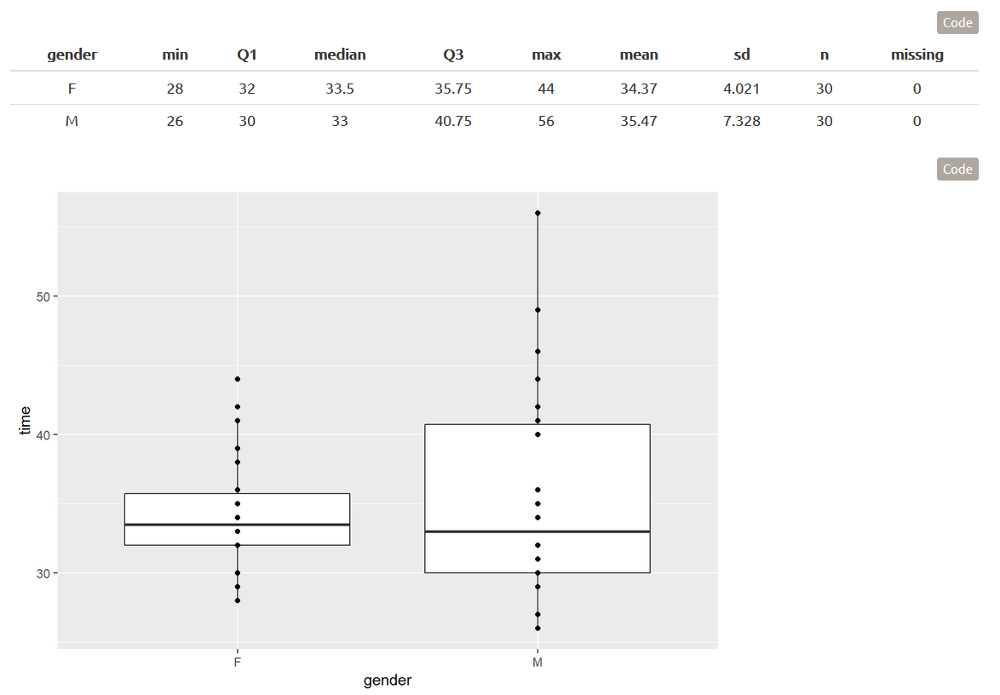 Code
gender min Q1 median Q3 max mean sd n missing
F 28 32 33.5 35.75 44 34.37 4.021 30 0
M 26 30 33 40.75 56 35.47 7.328 30 0
Code
50
40
30
time
F M
gender